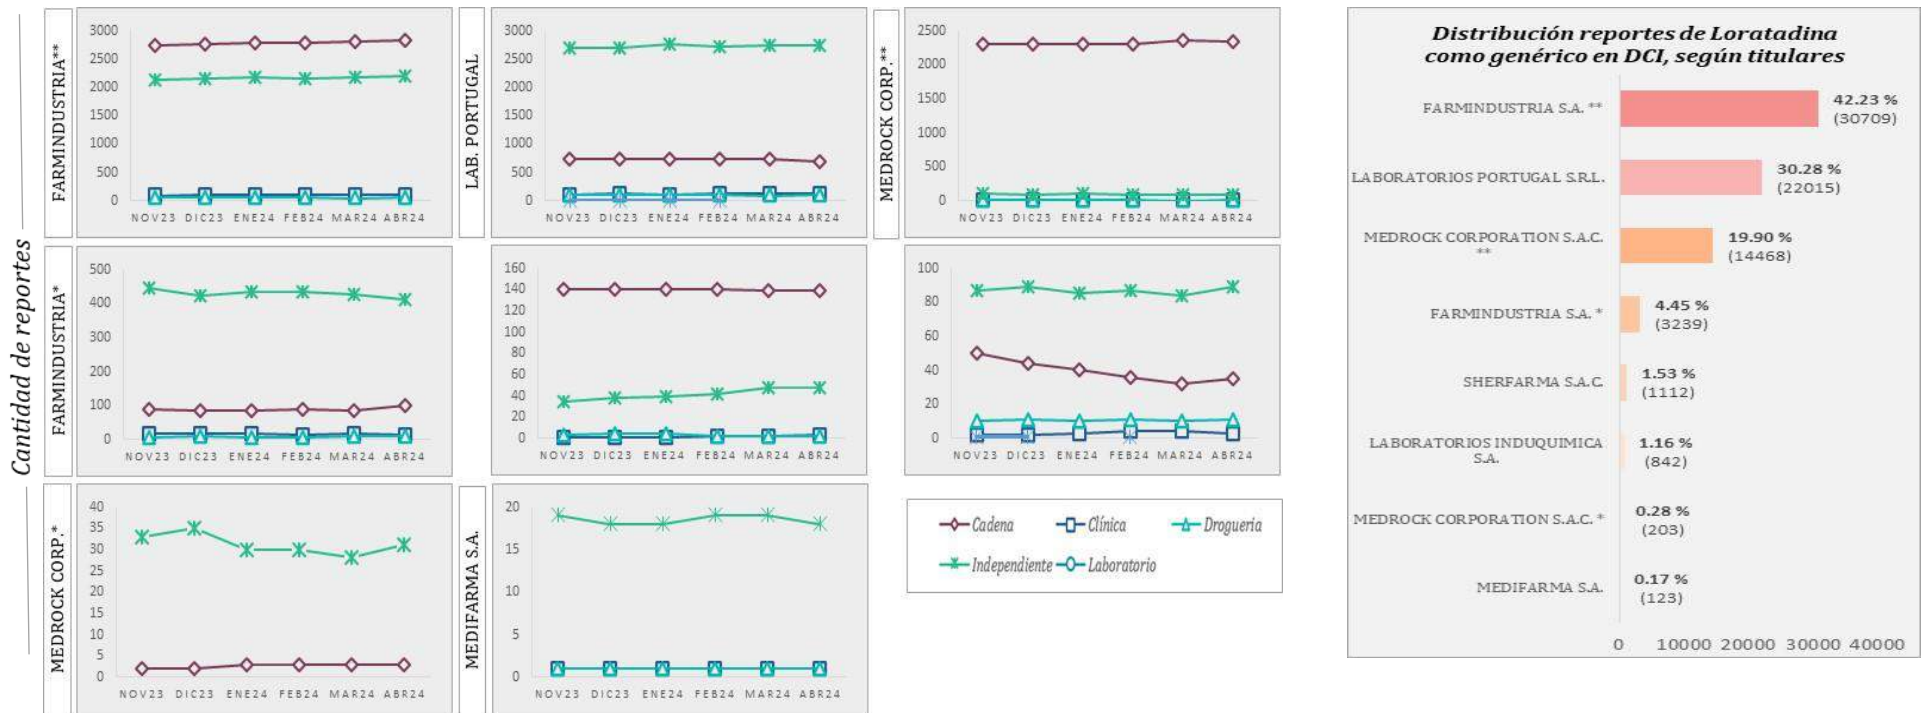 Cantidad de reportes
FARMINDUSTRIA**
3000
2500
2000
1500
1000
500
0
NOV23 DIC23 ENE24 FEB24 MAR24 ABR24
LAB. PORTUGAL
3000
2500
2000
1500
1000
500
0
NOV23 DIC23 ENE24 FEB24 MAR24 ABR24
MEDROCK CORP.**
2500
2000
1500
1000
500
0
NOV23 DIC23 ENE24 FEB24 MAR24 ABR24
FARMINDUSTRIA*
500
400
300
200
100
0
NOV23 DIC23 ENE24 FEB24 MAR24 ABR24
160
140
120
100
80
60
40
20
0
NOV23 DIC23 ENE24 FEB24 MAR24 ABR24
100
80
60
40
20
0
NOV23 DIC23 ENE24 FEB24 MAR24 ABR24
MEDROCK CORP.*
40
35
30
25
20
15
10
5
0
NOV23 DIC23 ENE24 FEB24 MAR24 ABR24
MEDIFARMA S.A.
20
15
10
5
0
NOV23 DIC23 ENE24 FEB24 MAR24 ABR24
Cadena Clínica Droguería
Independiente Laboratorio
Distribución reportes de Loratadina
como genérico en DCI, según titulares
FARMINDUSTRIA S.A. **
42.23 %
(30709)
LABORATORIOS PORTUGAL S.R.L.
30.28 %
(22015)
MEDROCK CORPORATION S.A.C.
**
19.90 %
(14468)
FARMINDUSTRIA S.A. *
4.45 %
(3239)
SHERFARMA S.A.C.
1.53 %
(1112)
LABORATORIOS INDUQUIMICA
S.A.
1.16 %
(842)
MEDROCK CORPORATION S.A.C. *
0.28 %
(203)
MEDIFARMA S.A.
0.17 %
(123)
0 10000 20000 30000 40000